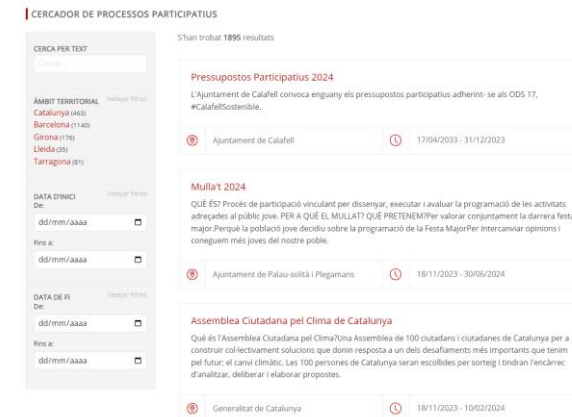 CERCADOR DE PROCESSOS PARTICIPATIUS
CERCA PER TEXT
Cercar...
ÀMBIT TERRITORIAL Netejar filtres
Catalunya (463)
Barcelona (1140)
Girona (176)
Lleida (35)
Tarragona (81)
DATA D'INICI Netejar filtres
De:
dd/mm/aaaa
Fins a:
dd/mm/aaaa
DATA DE FI Netejar filtres
De:
dd/mm/aaaa
Fins a:
dd/mm/aaaa
S'han trobat 1895 resultats
Pressupostos Participatius 2024
L'Ajuntament de Calafell convoca enguany els pressupostos participatius adherint- se als ODS 17,
#CalafellSostenible.
Ajuntament de Calafell 17/04/2033 - 31/12/2023
Mulla't 2024
QUÈ ÉS? Procés de participació vinculant per dissenyar, executar i avaluar la programació de les activitats
adreçades al públic jove. PER A QUÈ EL MULLAT? QUÈ PRETENEM?Per valorar conjuntament la darrera festa
major.Perquè la població jove decidiu sobre la programació de la Festa MajorPer Intercanviar opinions i
coneguem més joves del nostre poble.
Ajuntament de Palau-solità i Plegamans 18/11/2023 - 30/06/2024
Assemblea Ciutadana pel Clima de Catalunya
Què és l'Assemblea Ciutadana pel Clima?Una Assemblea de 100 ciutadans i ciutadanes de Catalunya per a
construir col·lectivament solucions que donin resposta a un dels desafiaments més importants que tenim
pel futur: el canvi climàtic. Les 100 persones de Catalunya seran escollides per sorteig i tindran l'encàrrec
d'analitzar, deliberar i elaborar propostes.
Generalitat de Catalunya 18/11/2023 - 10/02/2024